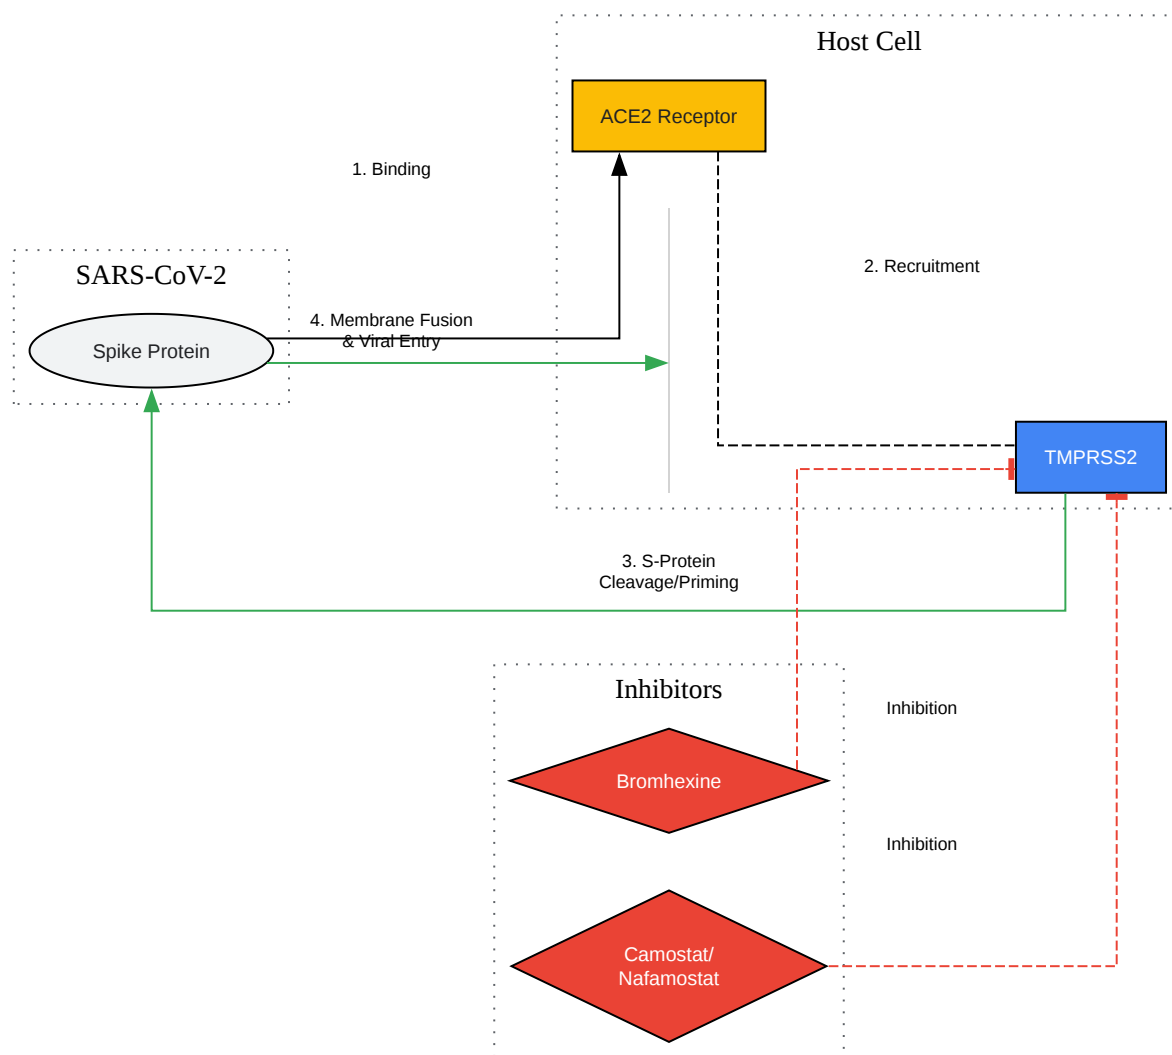 Host Cell
ACE2 Receptor
1. Binding
2. Recruitment
SARS-CoV-2
Spike Protein
4. Membrane Fusion
& Viral Entry
TMPRSS2
3. S-Protein
Cleavage/Priming
Inhibitors
Inhibition
Bromhexine
Inhibition
Camostat/
Nafamostat